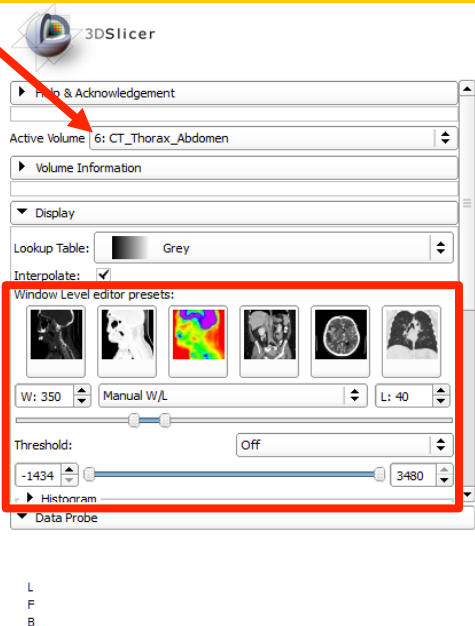 3DSlicer
Help & Acknowledgement
Active Volume 6: CT_Thorax_Abdomen
Volume Information
Display
Lookup Table: Grey
Interpolate:
Window Level editor presets:
W: 350 Manual W/L L: 40
Threshold: Off
-1434 3480
Histogram
Data Probe
L
F
B